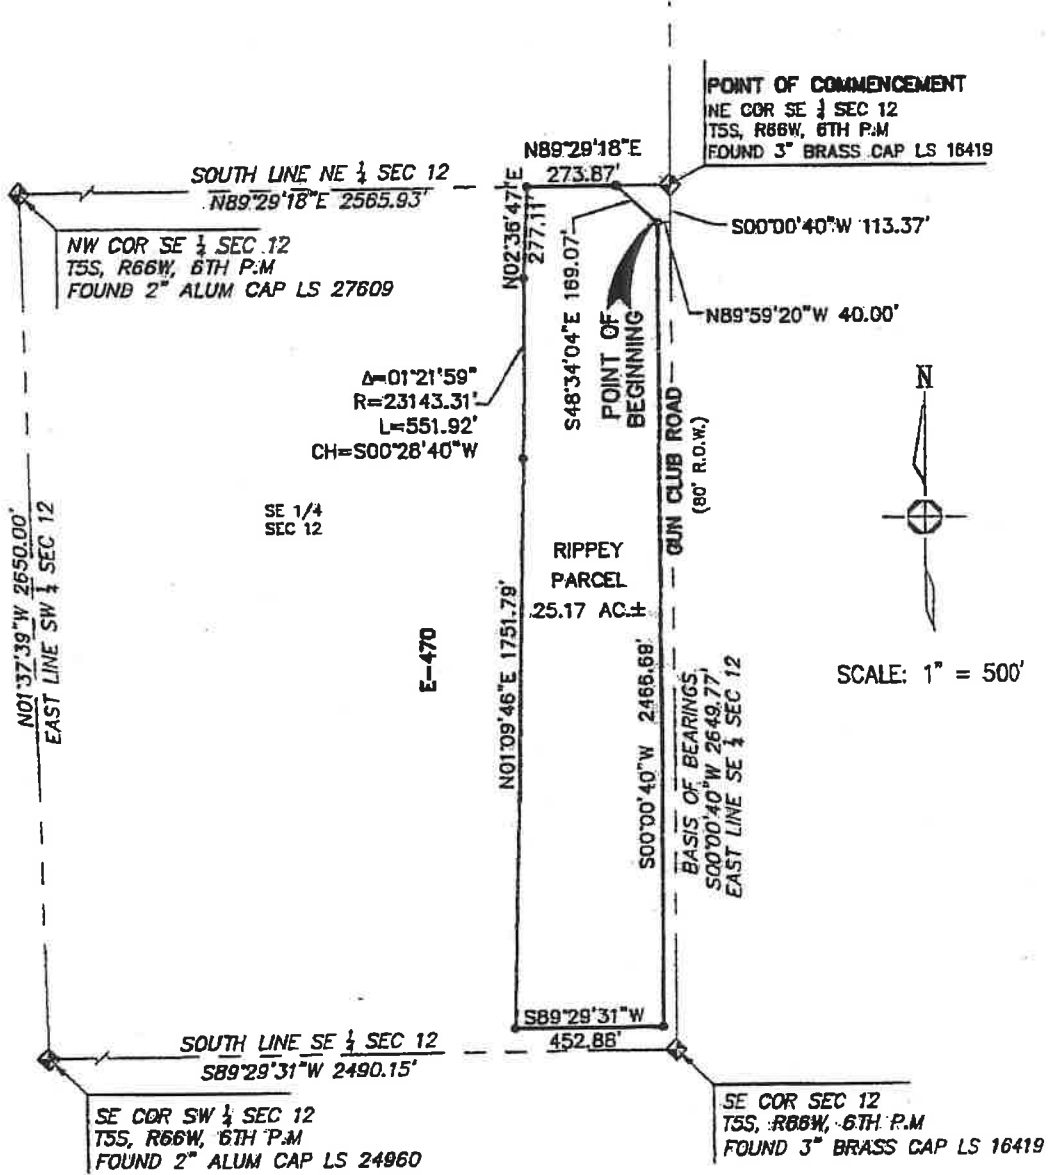 POINT OF COMMENCEMENT
NE COR SE ¼ SEC 12
T5S, R66W, 6TH P.M
FOUND 3" BRASS CAP LS 16419
N89°29'18"E
273.87'
SOUTH LINE NE ¼ SEC 12
N89°29'18"E 2565.93'
NW COR SE ¼ SEC 12
T5S, R66W, 6TH P.M
FOUND 2" ALUM CAP LS 27609
N02°36'47"E
277.11'
S00°00'40"W 113.37'
N89°59'20"W 40.00'
S48°34'04"E 169.07'
POINT OF
BEGINNING
Δ=01°21'59"
R=23143.31'
L=551.92'
CH=S00°28'40"W
GUN CLUB ROAD
(80' R.O.W.)
N
SE 1/4
SEC 12
N01°37'39"W 2650.00'
EAST LINE SW ¼ SEC 12
RIPPEY
PARCEL
25.17 AC.±
E-470
N01°09'46"E 1751.79'
S00°00'40"W 2466.69'
BASIS OF BEARINGS
S00°00'40"W 2649.77'
EAST LINE SE ¼ SEC 12
SCALE: 1" = 500'
S89°29'31"W
452.88'
SOUTH LINE SE ¼ SEC 12
S89°29'31"W 2490.15'
SE COR SW ¼ SEC 12
T5S, R66W, 6TH P.M
FOUND 2" ALUM CAP LS 24960
SE COR SEC 12
T5S, R66W, 6TH P.M
FOUND 3" BRASS CAP LS 16419